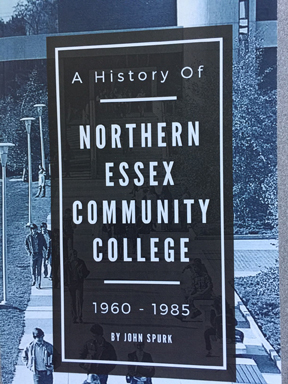 A History Of
NORTHERN
ESSEX
COMMUNITY
COLLEGE
1960 - 1985
BY JOHN SPURK